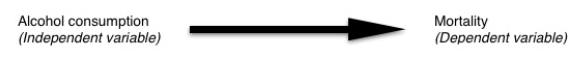 Alcohol consumption
(Independent variable)
Mortality
(Dependent variable)